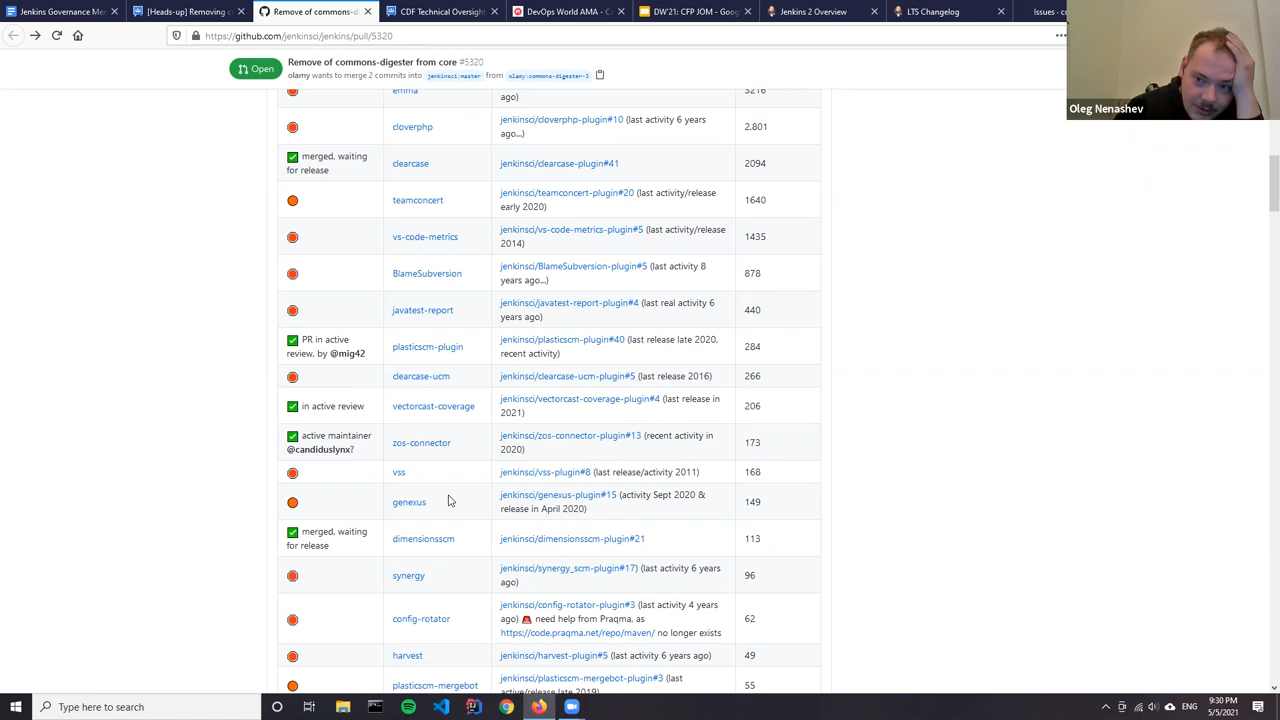 Jenkins Governance Mee
[Heads-up] Removing co
Remove of commons-di
CDF Technical Oversight
DevOps World AMA - Co
DW'21: CFP JOM - Goog
Jenkins 2 Overview
LTS Changelog
Issues · co
https://github.com/jenkinsci/jenkins/pull/5320
Open
Remove of commons-digester from core #5320
olamy wants to merge 2 commits into jenkinsci:master from olamy:commons-digester-3
Oleg Nenashev
emma
ago)
3216
cloverphp
jenkinsci/cloverphp-plugin#10 (last activity 6 years
ago...)
2,801
merged, waiting
for release
clearcase
jenkinsci/clearcase-plugin#41
2094
teamconcert
jenkinsci/teamconcert-plugin#20 (last activity/release
early 2020)
1640
vs-code-metrics
jenkinsci/vs-code-metrics-plugin#5 (last activity/release
2014)
1435
BlameSubversion
jenkinsci/BlameSubversion-plugin#5 (last activity 8
years ago...)
878
javatest-report
jenkinsci/javatest-report-plugin#4 (last real activity 6
years ago)
440
PR in active
review, by @mig42
plasticscm-plugin
jenkinsci/plasticscm-plugin#40 (last release late 2020,
recent activity)
284
clearcase-ucm
jenkinsci/clearcase-ucm-plugin#5 (last release 2016)
266
in active review
vectorcast-coverage
jenkinsci/vectorcast-coverage-plugin#4 (last release in
2021)
206
active maintainer
@candiduslynx?
zos-connector
jenkinsci/zos-connector-plugin#13 (recent activity in
2020)
173
vss
jenkinsci/vss-plugin#8 (last release/activity 2011)
168
genexus
jenkinsci/genexus-plugin#15 (activity Sept 2020 &
release in April 2020)
149
merged, waiting
for release
dimensionsscm
jenkinsci/dimensionsscm-plugin#21
113
synergy
jenkinsci/synergy_scm-plugin#17) (last activity 6 years
ago)
96
config-rotator
jenkinsci/config-rotator-plugin#3 (last activity 4 years
ago) need help from Praqma, as
https://code.praqma.net/repo/maven/ no longer exists
62
harvest
jenkinsci/harvest-plugin#5 (last activity 6 years ago)
49
plasticscm-mergebot
jenkinsci/plasticscm-mergebot-plugin#3 (last
active/release late 2019)
55
Type here to search
ENG
9:30 PM
5/5/2021